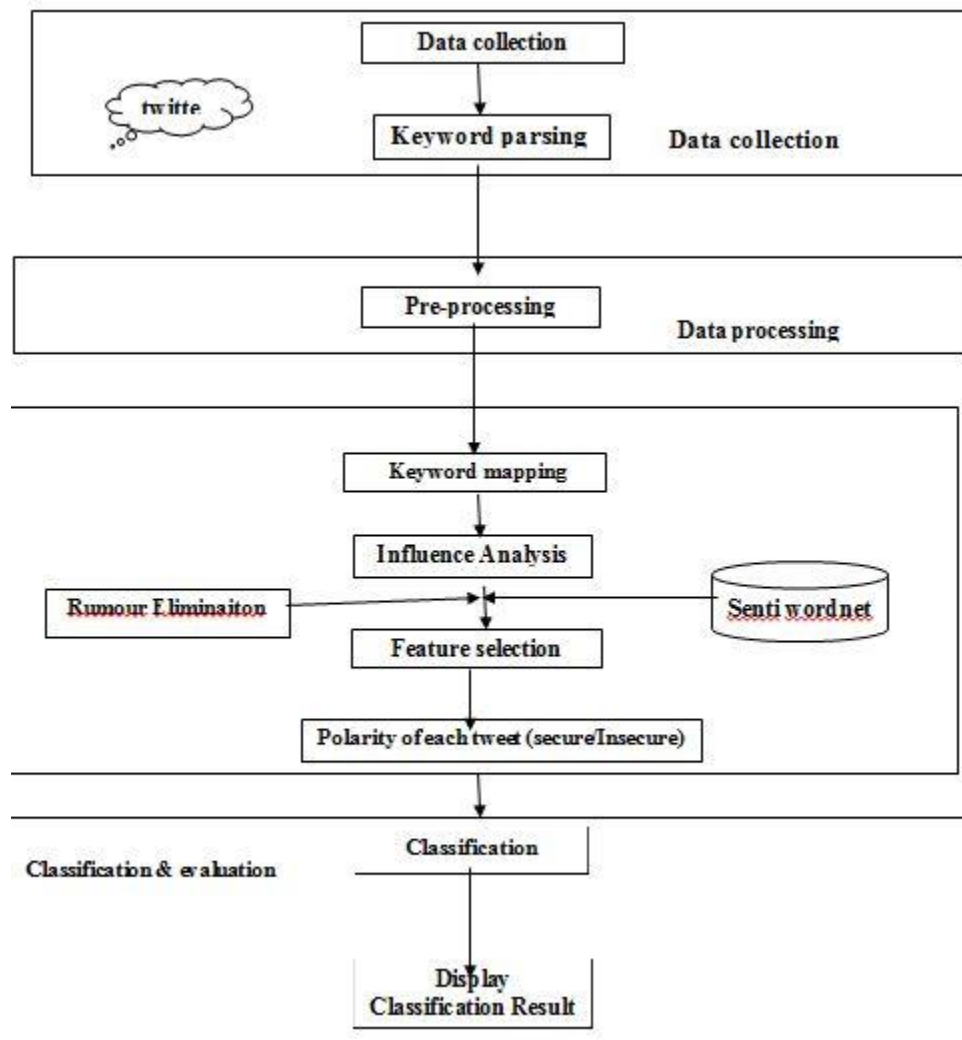 Data collection
twitte
Keyword parsing
Data collection
Pre-processing
Data processing
Keyword mapping
Influence Analysis
Rumour Eliminaiton
Senti wordnet
Feature selection
Polarity of each tweet (secure/Insecure)
Classification
Classification & evaluation
Display
Classification Result